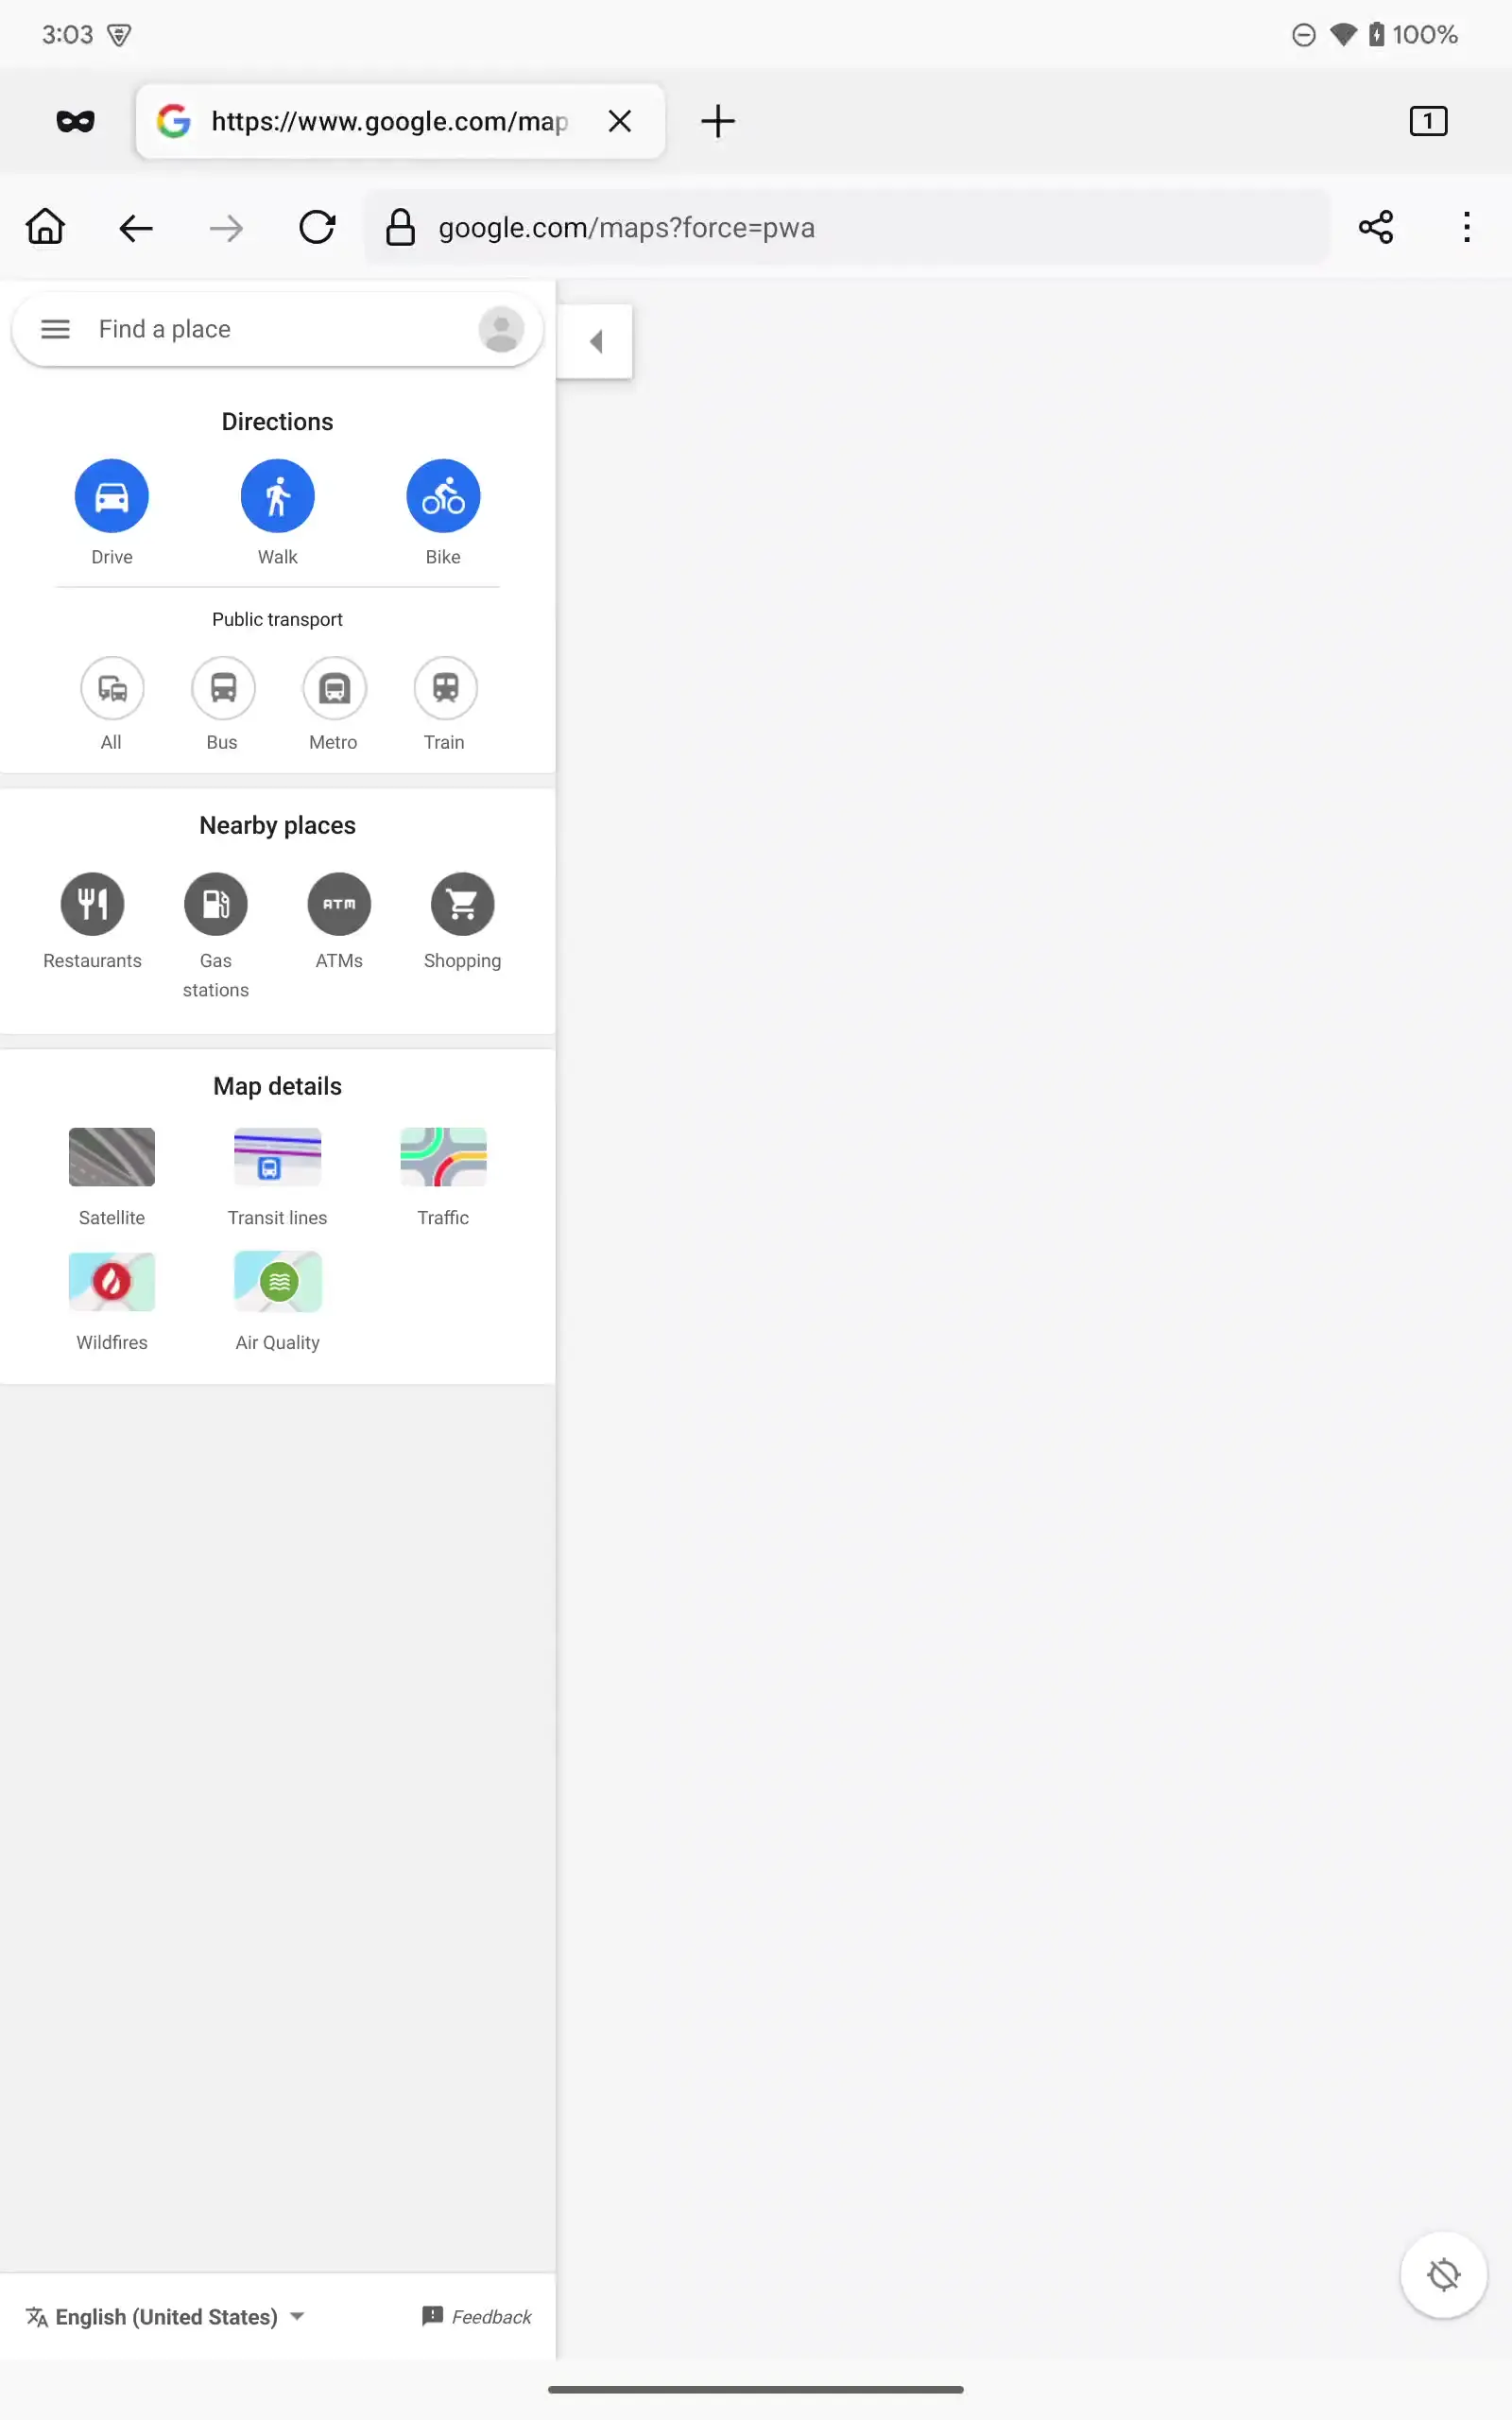 3:03
100%
https://www.google.com/map
1
google.com/maps?force=pwa
Find a place
Directions
Drive
Walk
Bike
Public transport
All
Bus
Metro
Train
Nearby places
ATM
Restaurants
Gas
stations
ATMs
Shopping
Map details
Satellite
Transit lines
Traffic
Wildfires
Air Quality
English (United States)
Feedback